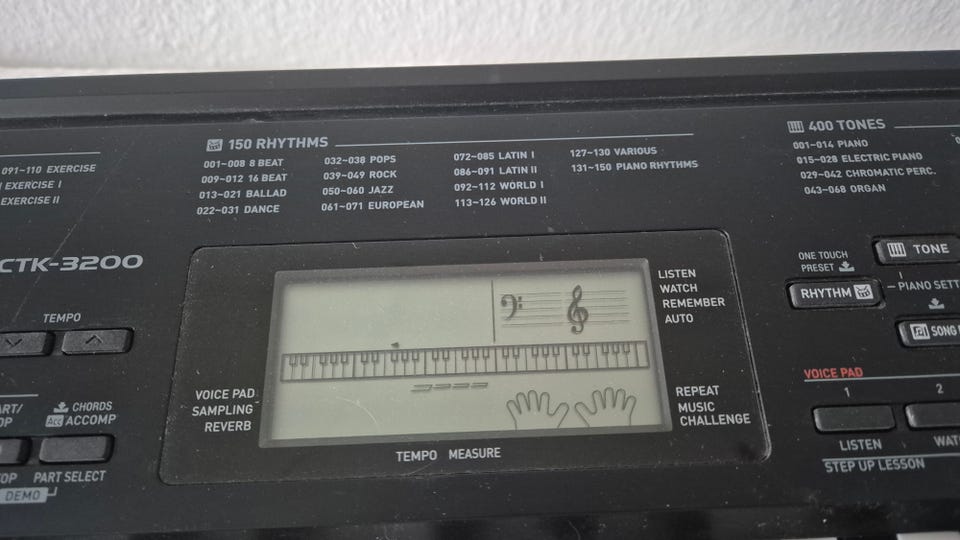 091-110 EXERCISE
EXERCISE I
EXERCISE II
150 RHYTHMS
001-008 8 BEAT
009-012 16 BEAT
013-021 BALLAD
022-031 DANCE
032-038 POPS
039-049 ROCK
050-060 JAZZ
061-071 EUROPEAN
072-085 LATIN I
086-091 LATIN II
092-112 WORLD I
113-126 WORLD II
127-130 VARIOUS
131-150 PIANO RHYTHMS
400 TONES
001-014 PIANO
015-028 ELECTRIC PIANO
029-042 CHROMATIC PERC.
043-068 ORGAN
CTK-3200
TEMPO
CHORDS
Acc ACCOMP
PART SELECT
DEMO
VOICE PAD
SAMPLING
REVERB
LISTEN
WATCH
REMEMBER
AUTO
REPEAT
MUSIC
CHALLENGE
TEMPO MEASURE
ONE TOUCH
PRESET
TONE
RHYTHM
PIANO
SONG
VOICE PAD
1 2
LISTEN
STEP UP LESSON